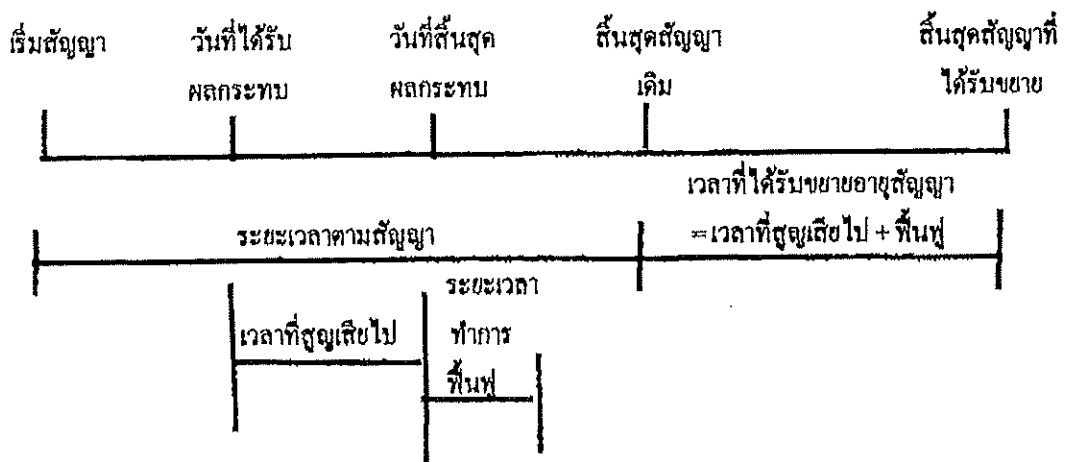 เริ่มสัญญา วันที่ได้รับ วันที่สิ้นสุด สิ้นสุดสัญญา สิ้นสุดสัญญาที่
ผลกระทบ ผลกระทบ เดิม ได้รับขยาย
เวลาที่ได้รับขยายอายุสัญญา
ระยะเวลาตามสัญญา =เวลาที่สูญเสียไป + ฟื้นฟู
ระยะเวลา
เวลาที่สูญเสียไป ทำการ
ฟื้นฟู